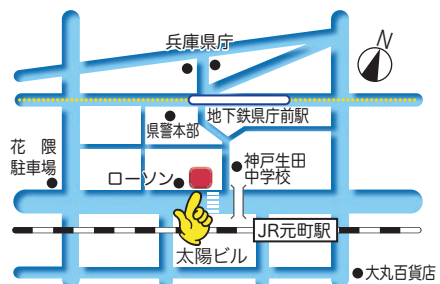 兵庫県庁
N
地下鉄県庁前駅
県警本部
花 隈
駐車場
神戸生田
中学校
ローソン
JR元町駅
太陽ビル
大丸百貨店